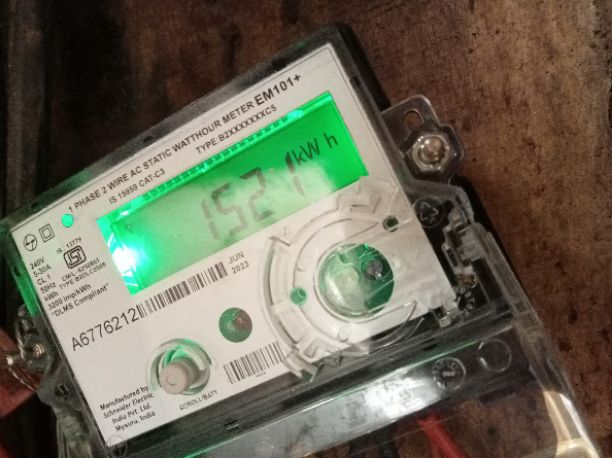 1 PHASE 2 WIRE AC STATIC WATTHOUR METER EM101+
IS 15959 CAT-C3 TYPE B2XXXXXXXC5
1521 kWh
IS : 13779
240V
5-30A
CL. 1
50Hz
kWh
3200 imp/kWh
"DLMS Compliant"
JUN
2023
A6776212
Manufactured by
Schneider Electric
India Pvt. Ltd.
Mysuru, India
SCROLL/BATT